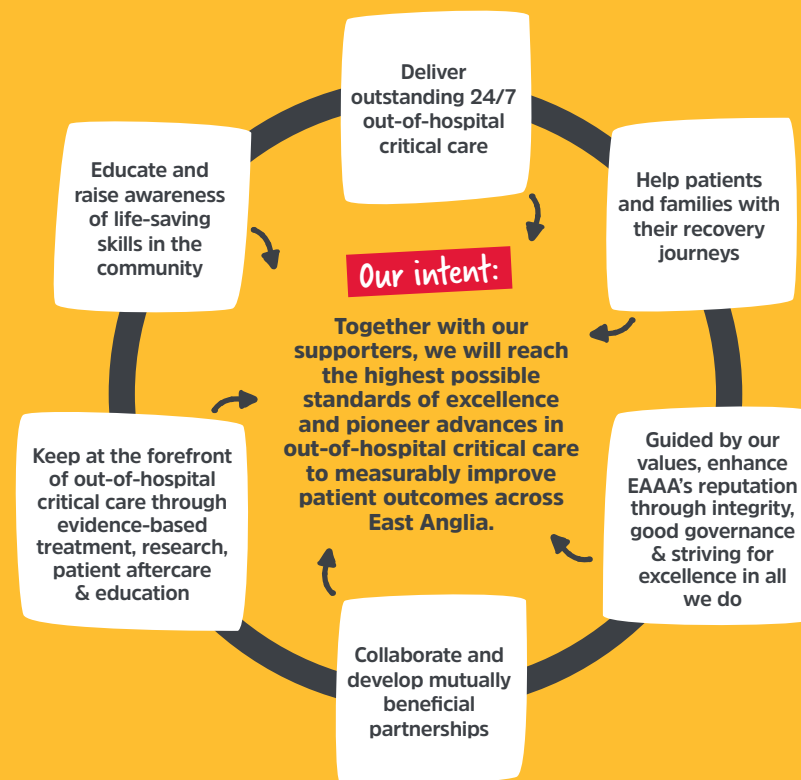 Deliver
outstanding 24/7
out-of-hospital
critical care
Help patients
and families with
their recovery
journeys
Guided by our
values, enhance
EAAA's reputation
through integrity,
good governance
& striving for
excellence in all
we do
Collaborate and
develop mutually
beneficial
partnerships
Keep at the forefront
of out-of-hospital
critical care through
evidence-based
treatment, research,
patient aftercare
& education
Educate and
raise awareness
of life-saving
skills in the
community
Our intent:
Together with our
supporters, we will reach
the highest possible
standards of excellence
and pioneer advances in
out-of-hospital critical care
to measurably improve
patient outcomes across
East Anglia.